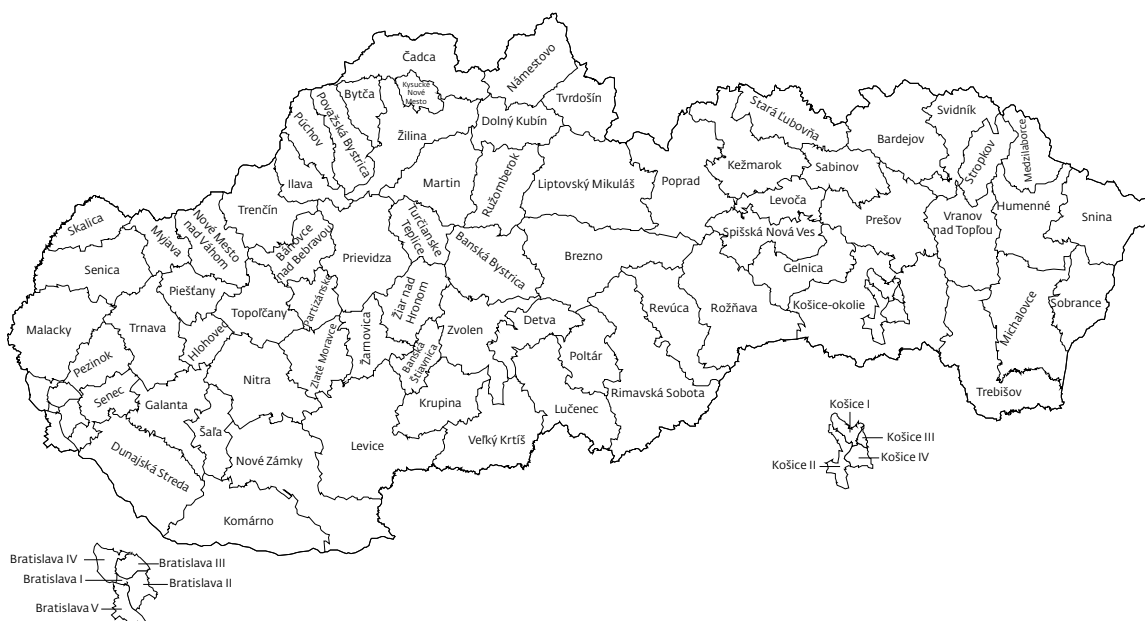 Čadca
Námestovo
Kysucké
Nové
Mesto
Bytča
Tvrdošín
Považská Bystrica
Púchov
Dolný Kubín
Žilina
Stará Ľubovňa
Svidník
Bardejov
Stropkov
Medzilaborce
Ilava
Martin
Ružomberok
Liptovský Mikuláš
Poprad
Kežmarok
Sabinov
Levoča
Prešov
Vranov
nad Topľou
Humenné
Snina
Skalica
Myjava
Nové Mesto
nad Váhom
Trenčín
Bánovce
nad Bebravou
Prievidza
Turčianske
Teplice
Banská Bystrica
Brezno
Spišská Nová Ves
Gelnica
Senica
Piešťany
Topoľčany
Partizánske
Žiar nad
Hronom
Revúca
Rožňava
Košice-okolie
Michalovce
Sobrance
Malacky
Trnava
Hlohovec
Zlaté Moravce
Žarnovica
Banská
Štiavnica
Zvolen
Detva
Poltár
Pezinok
Senec
Galanta
Nitra
Krupina
Lučenec
Rimavská Sobota
Trebišov
Šaľa
Levice
Veľký Krtíš
Dunajská Streda
Nové Zámky
Komárno
Košice I
Košice III
Košice IV
Košice II
Bratislava IV
Bratislava III
Bratislava I
Bratislava II
Bratislava V